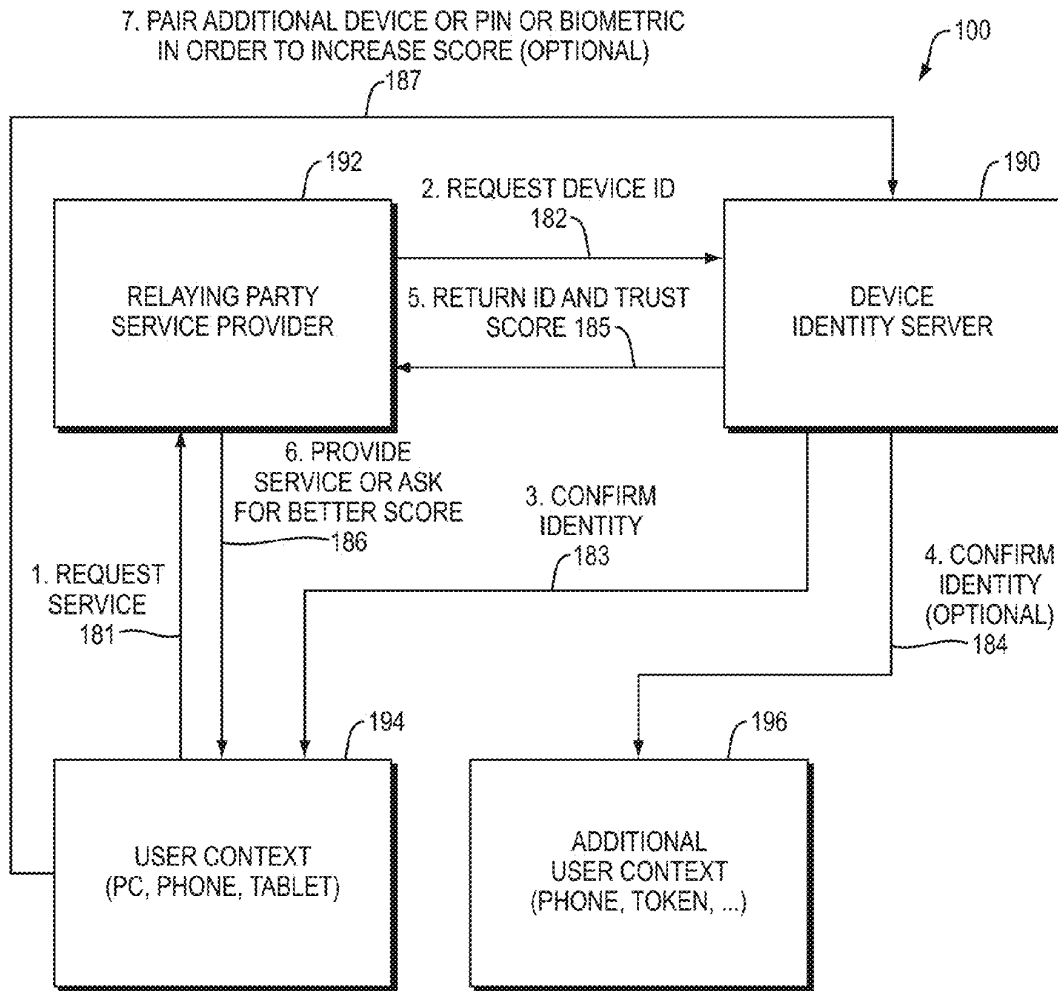 7. PAIR ADDITIONAL DEVICE OR PIN OR BIOMETRIC
IN ORDER TO INCREASE SCORE (OPTIONAL)
187
100
192
190
2. REQUEST DEVICE ID
182
RELAYING PARTY
SERVICE PROVIDER
5. RETURN ID AND TRUST
SCORE 185
DEVICE
IDENTITY SERVER
6. PROVIDE
SERVICE OR ASK
FOR BETTER SCORE
186
3. CONFIRM
IDENTITY
183
1. REQUEST
SERVICE
181
4. CONFIRM
IDENTITY
(OPTIONAL)
184
194
196
USER CONTEXT
(PC, PHONE, TABLET)
ADDITIONAL
USER CONTEXT
(PHONE, TOKEN, ...)